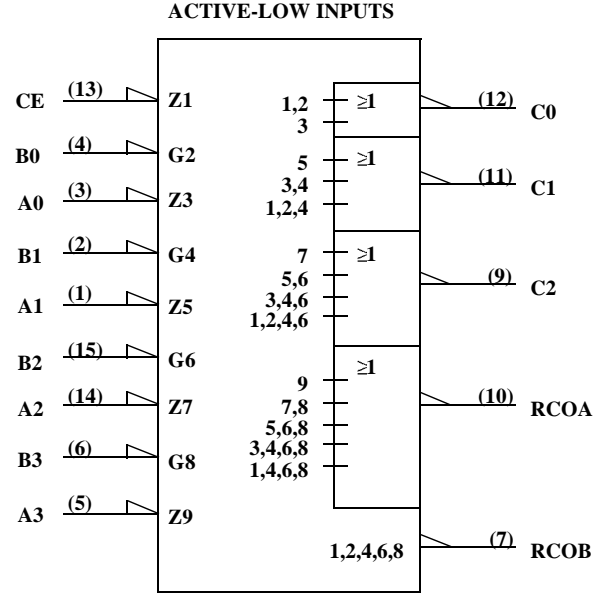 ACTIVE-LOW INPUTS
CE (13) Z1
B0 (4) G2
A0 (3) Z3
B1 (2) G4
A1 (1) Z5
B2 (15) G6
A2 (14) Z7
B3 (6) G8
A3 (5) Z9
1,2 ≥1 (12) C0
3
5 ≥1
3,4 (11) C1
1,2,4
7 ≥1
5,6 (9) C2
3,4,6
1,2,4,6
≥1
9
7,8 (10) RCOA
5,6,8
3,4,6,8
1,4,6,8
1,2,4,6,8 (7) RCOB